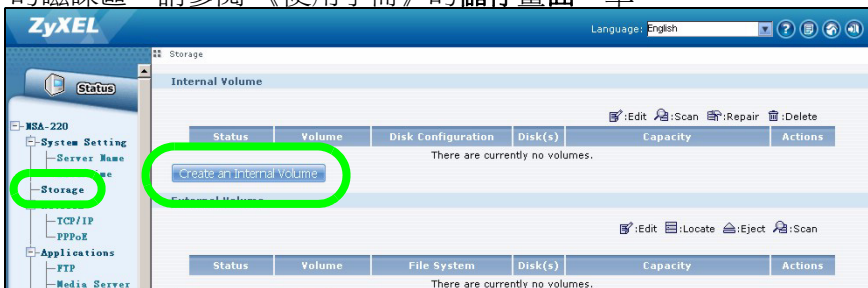 ZyXEL
Language: English
Storage
Status
Internal Volume
:Edit :Scan :Repair :Delete
Status Volume Disk Configuration Disk(s) Capacity Actions
There are currently no volumes.
Create an Internal Volume
NSA-220
System Setting
Server Name
Storage
TCP/IP
PPPoE
Applications
FTP
Media Server
External Volume
:Edit :Locate :Eject :Scan
Status Volume File System Disk(s) Capacity Actions
There are currently no volumes.